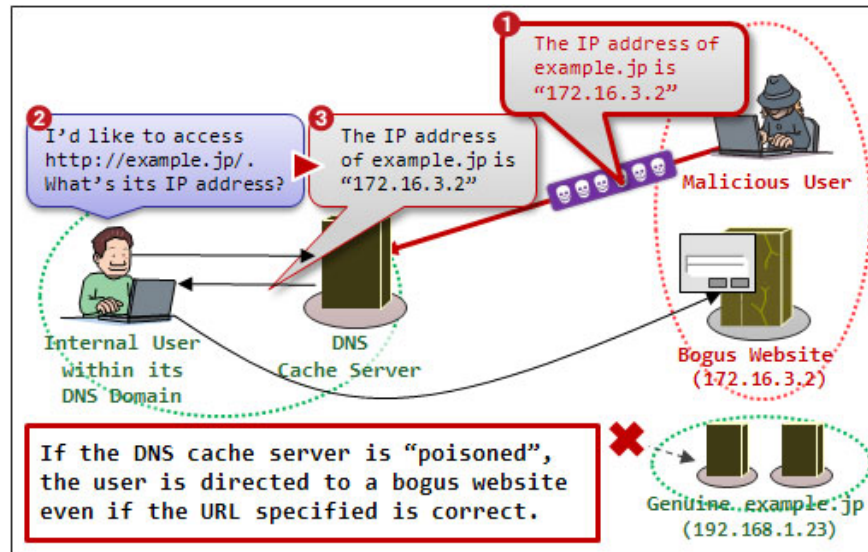 1
The IP address of
example.jp is
“172.16.3.2”
2
I’d like to access
http://example.jp/.
What’s its IP address?
3
The IP address
of example.jp is
“172.16.3.2”
Malicious User
Internal User
within its
DNS Domain
DNS
Cache Server
Bogus Website
(172.16.3.2)
If the DNS cache server is “poisoned”,
the user is directed to a bogus website
even if the URL specified is correct.
Genuine example.jp
(192.168.1.23)